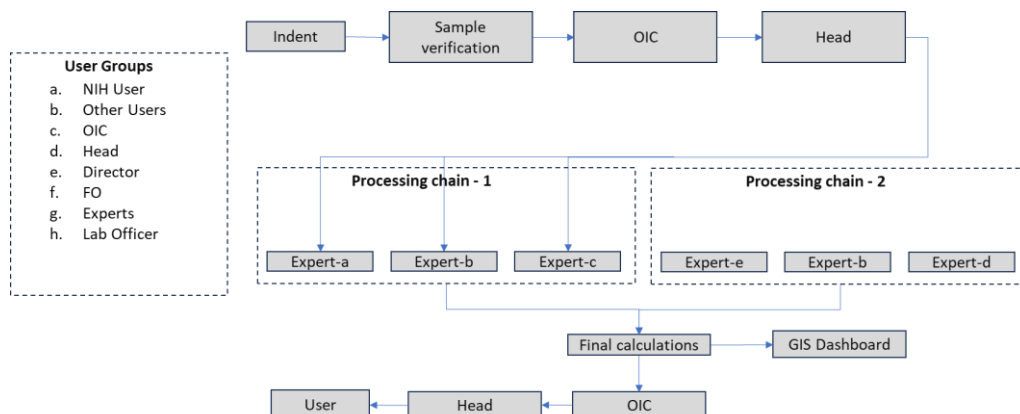 Indent
Sample
verification
OIC
Head
User Groups
a. NIH User
b. Other Users
c. OIC
d. Head
e. Director
f. FO
g. Experts
h. Lab Officer
Processing chain - 1
Expert-a
Expert-b
Expert-c
Processing chain - 2
Expert-e
Expert-b
Expert-d
Final calculations
GIS Dashboard
User
Head
OIC